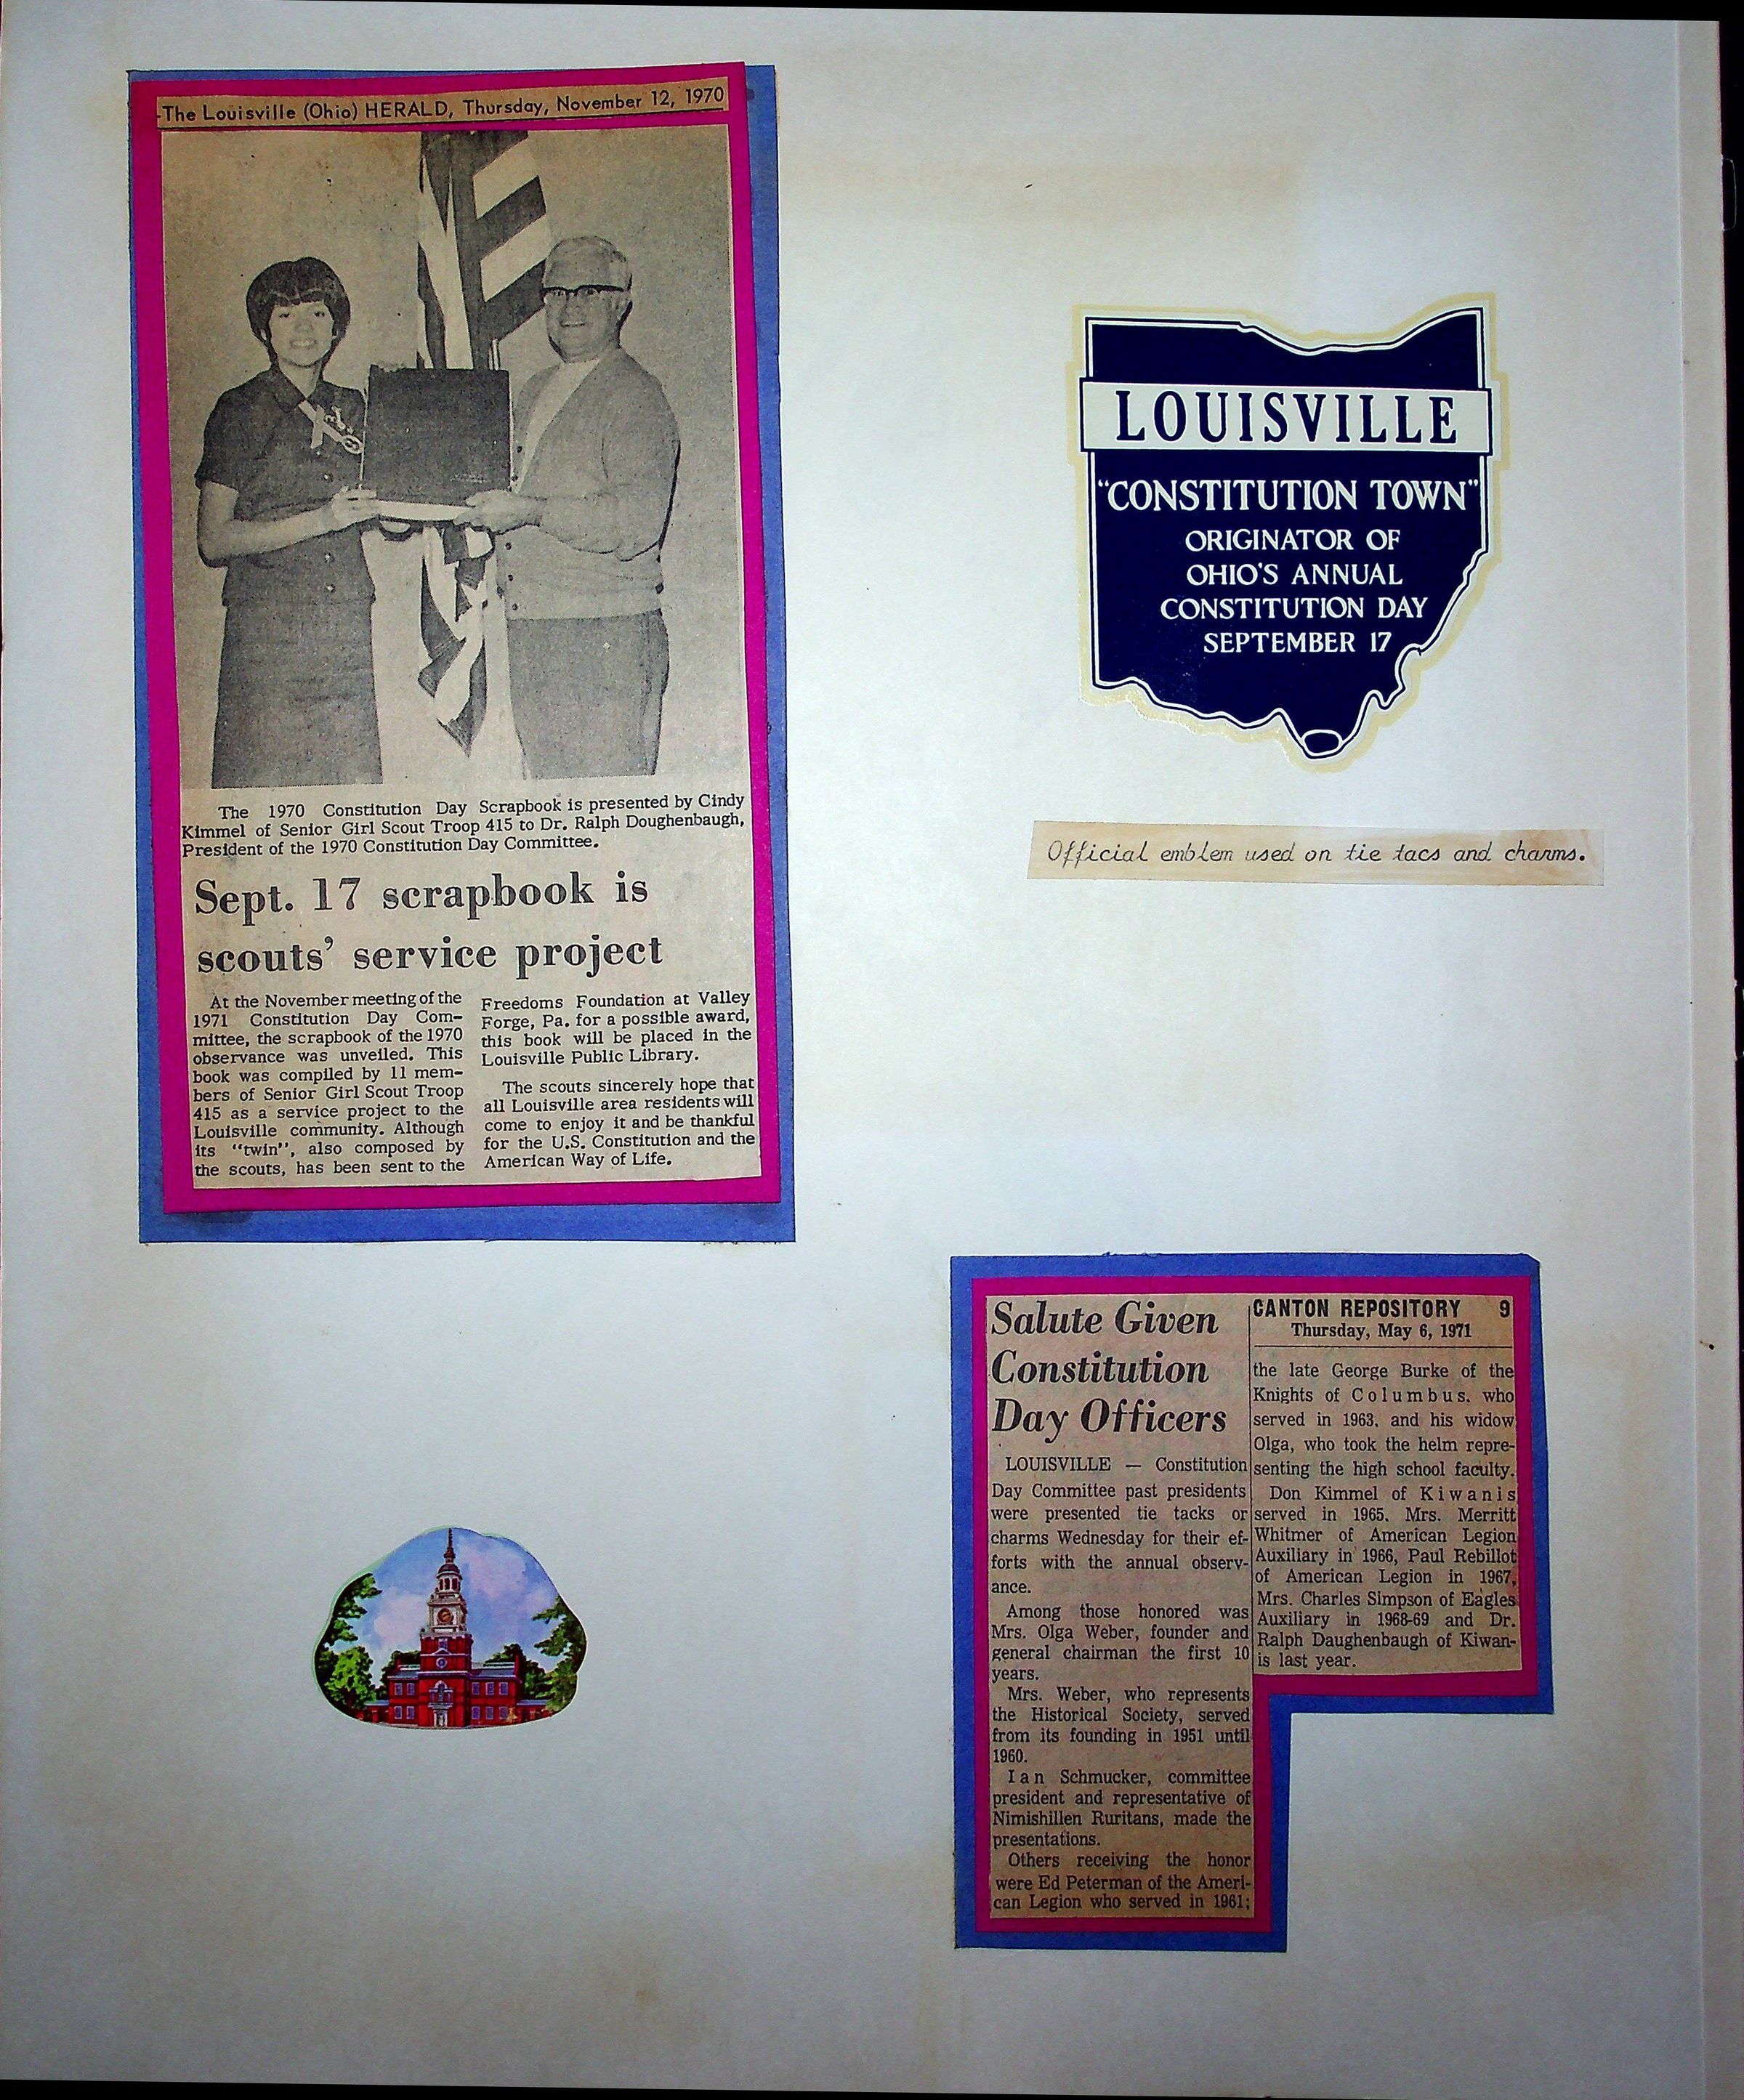 The Louisville (Ohio) HERALD, Thursday, November 12, 1970
The 1970 Constitution Day Scrapbook is presented by Cindy
Kimmel of Senior Girl Scout Troop 415 to Dr. Ralph Doughenbaugh,
President of the 1970 Constitution Day Committee.
Sept. 17 scrapbook is
scouts' service project
At the November meeting of the
1971 Constitution Day Com-
mittee, the scrapbook of the 1970
observance was unveiled. This
book was compiled by 11 mem-
bers of Senior Girl Scout Troop
415 as a service project to the
Louisville community. Although
its "twin", also composed by
the scouts, has been sent to the
Freedoms Foundation at Valley
Forge, Pa. for a possible award,
this book will be placed in the
Louisville Public Library.
The scouts sincerely hope that
all Louisville area residents will
come to enjoy it and be thankful
for the U.S. Constitution and the
American Way of Life.
LOUISVILLE
"CONSTITUTION TOWN"
ORIGINATOR OF
OHIO'S ANNUAL
CONSTITUTION DAY
SEPTEMBER 17
Official emblem used on tie tacs and charms.
Salute Given
Constitution
Day Officers
LOUISVILLE — Constitution
Day Committee past presidents
were presented tie tacks or
charms Wednesday for their ef-
forts with the annual observ-
ance.
Among those honored was
Mrs. Olga Weber, founder and
general chairman the first 10
years.
Mrs. Weber, who represents
the Historical Society, served
from its founding in 1951 until
1960.
Ian Schmucker, committee
president and representative of
Nimishillen Ruritans, made the
presentations.
Others receiving the honor
were Ed Peterman of the Ameri-
can Legion who served in 1961;
CANTON REPOSITORY 9
Thursday, May 6, 1971
the late George Burke of the
Knights of Columbus, who
served in 1963, and his widow
Olga, who took the helm repre-
senting the high school faculty.
Don Kimmel of Kiwanis
served in 1965, Mrs. Merritt
Whitmer of American Legion
Auxiliary in 1966, Paul Rebillot
of American Legion in 1967,
Mrs. Charles Simpson of Eagles
Auxiliary in 1968-69 and Dr.
Ralph Daughenbaugh of Kiwan-
is last year.